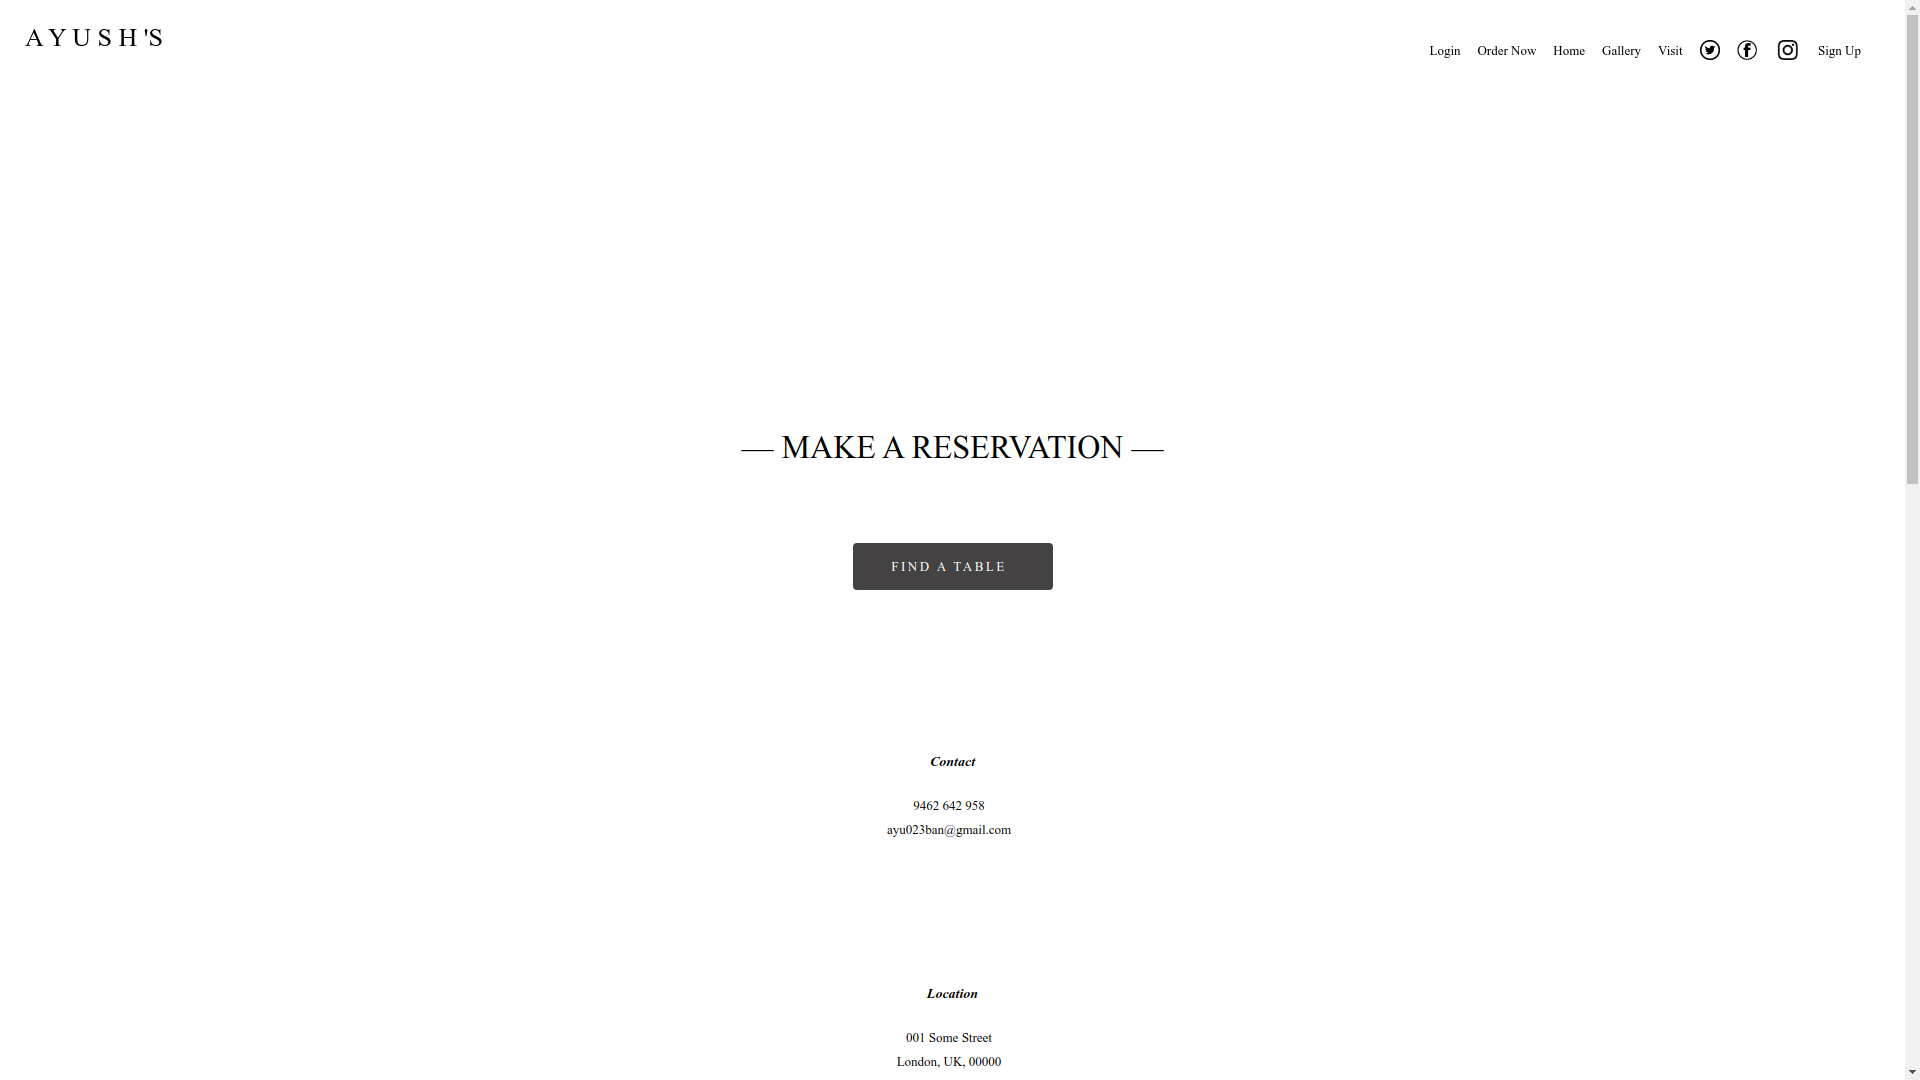 A Y U S H 'S
Login Order Now Home Gallery Visit Sign Up
— MAKE A RESERVATION —
FIND A TABLE
Contact
9462 642 958
ayu023ban@gmail.com
Location
001 Some Street
London, UK, 00000